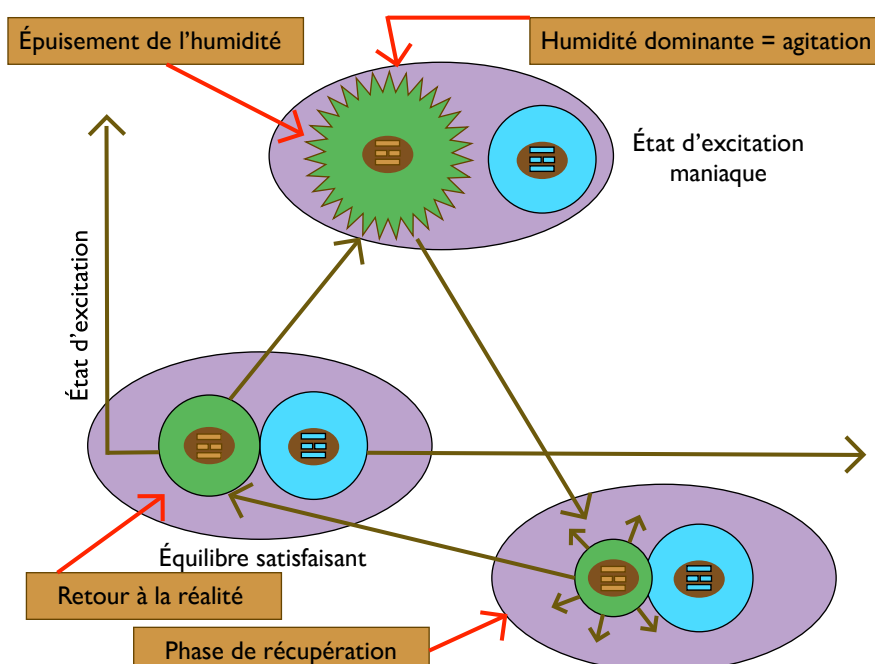 Épuisement de l’humidité
Humidité dominante = agitation
État d’excitation
maniaque
État d’excitation
Équilibre satisfaisant
Retour à la réalité
Phase de récupération